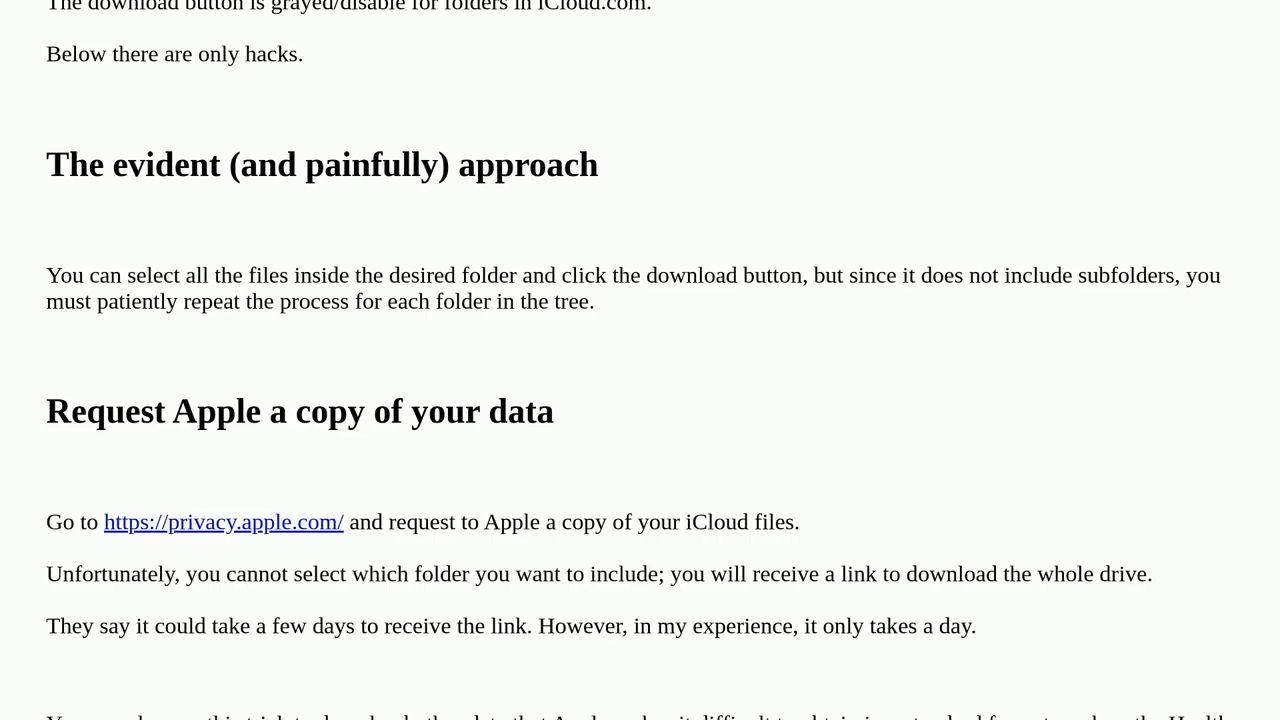 The download button is grayed/disable for folders in iCloud.com.
Below there are only hacks.
The evident (and painfully) approach
You can select all the files inside the desired folder and click the download button, but since it does not include subfolders, you
must patiently repeat the process for each folder in the tree.
Request Apple a copy of your data
Go to https://privacy.apple.com/ and request to Apple a copy of your iCloud files.
Unfortunately, you cannot select which folder you want to include; you will receive a link to download the whole drive.
They say it could take a few days to receive the link. However, in my experience, it only takes a day.